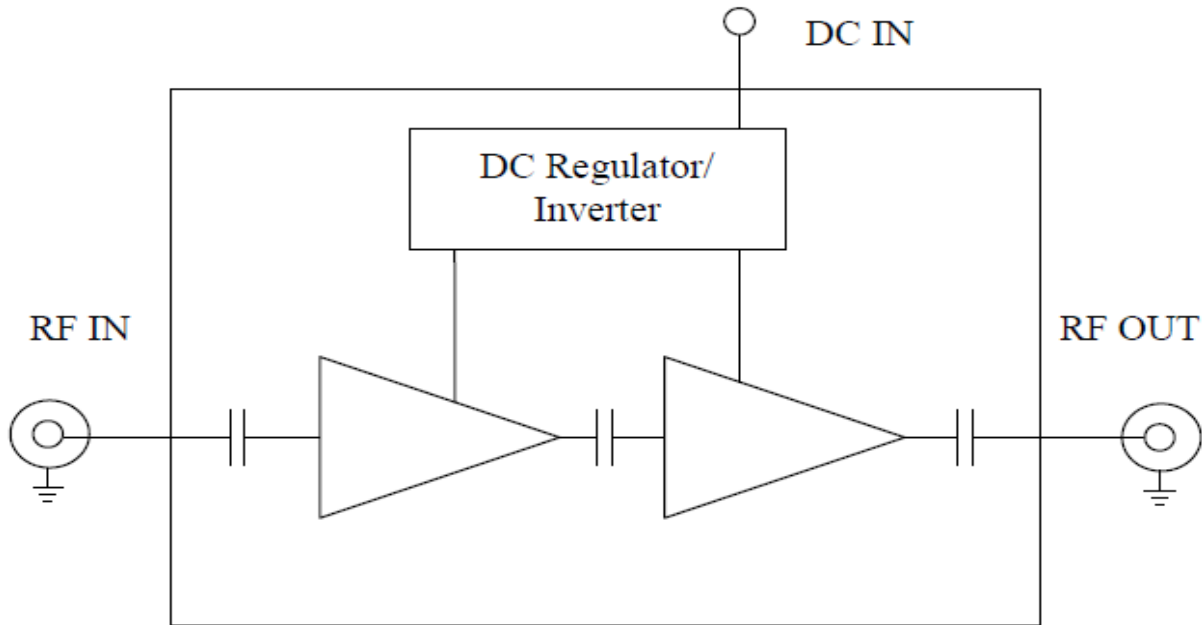 DC IN
DC Regulator/
Inverter
RF IN
RF OUT